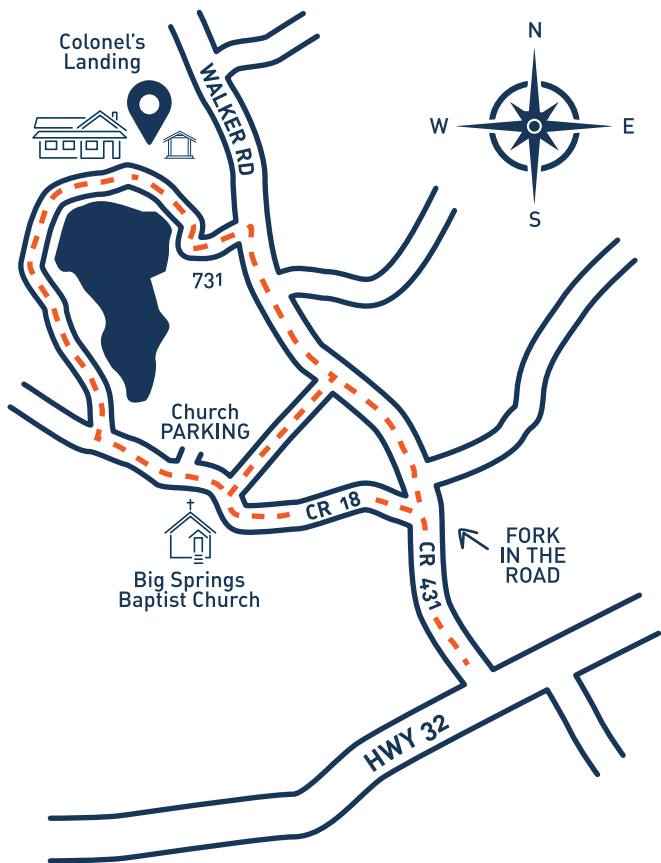 Colonel's
Landing
WALKER RD
N
W
E
S
731
Church
PARKING
CR 18
FORK
IN THE
ROAD
CR 431
Big Springs
Baptist Church
HWY 32